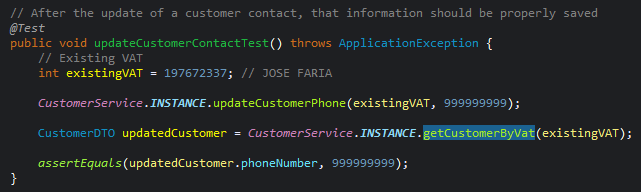 // After the update of a customer contact, that information should be properly saved
@Test
public void updateCustomerContactTest() throws ApplicationException {
// Existing VAT
int existingVAT = 197672337; // JOSE FARIA
CustomerService.INSTANCE.updateCustomerPhone(existingVAT, 999999999);
CustomerDTO updatedCustomer = CustomerService.INSTANCE.getCustomerByVat(existingVAT);
assertEquals(updatedCustomer.phoneNumber, 999999999);
}